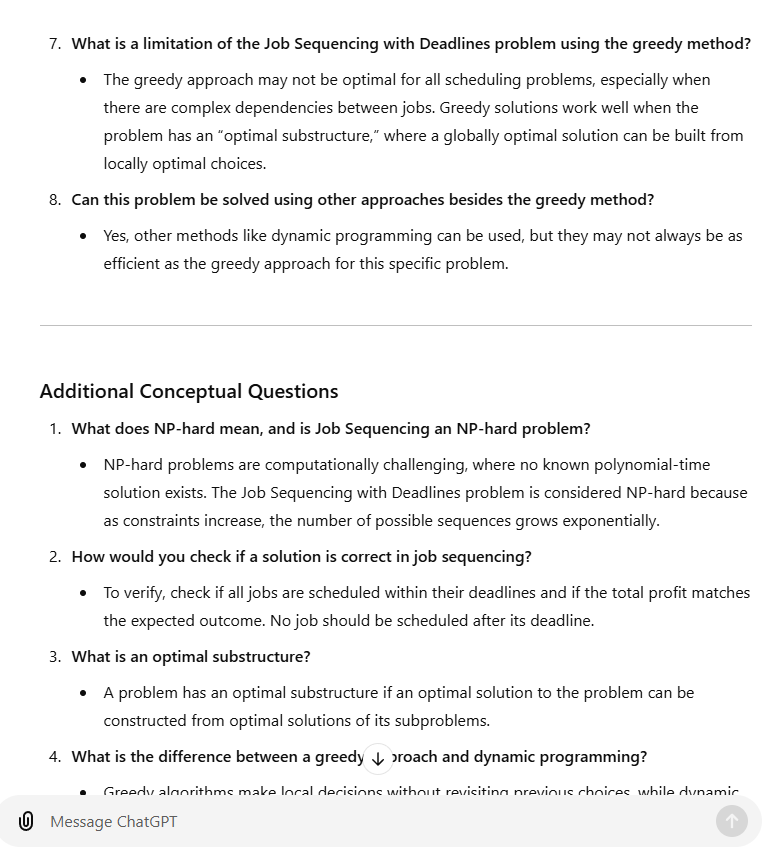 7. What is a limitation of the Job Sequencing with Deadlines problem using the greedy method?
• The greedy approach may not be optimal for all scheduling problems, especially when
there are complex dependencies between jobs. Greedy solutions work well when the
problem has an “optimal substructure,” where a globally optimal solution can be built from
locally optimal choices.
8. Can this problem be solved using other approaches besides the greedy method?
• Yes, other methods like dynamic programming can be used, but they may not always be as
efficient as the greedy approach for this specific problem.
Additional Conceptual Questions
1. What does NP-hard mean, and is Job Sequencing an NP-hard problem?
• NP-hard problems are computationally challenging, where no known polynomial-time
solution exists. The Job Sequencing with Deadlines problem is considered NP-hard because
as constraints increase, the number of possible sequences grows exponentially.
2. How would you check if a solution is correct in job sequencing?
• To verify, check if all jobs are scheduled within their deadlines and if the total profit matches
the expected outcome. No job should be scheduled after its deadline.
3. What is an optimal substructure?
• A problem has an optimal substructure if an optimal solution to the problem can be
constructed from optimal solutions of its subproblems.
4. What is the difference between a greedy proach and dynamic programming?
• Greedy algorithms make local decisions without revisiting previous choices, while dynamic
Message ChatGPT